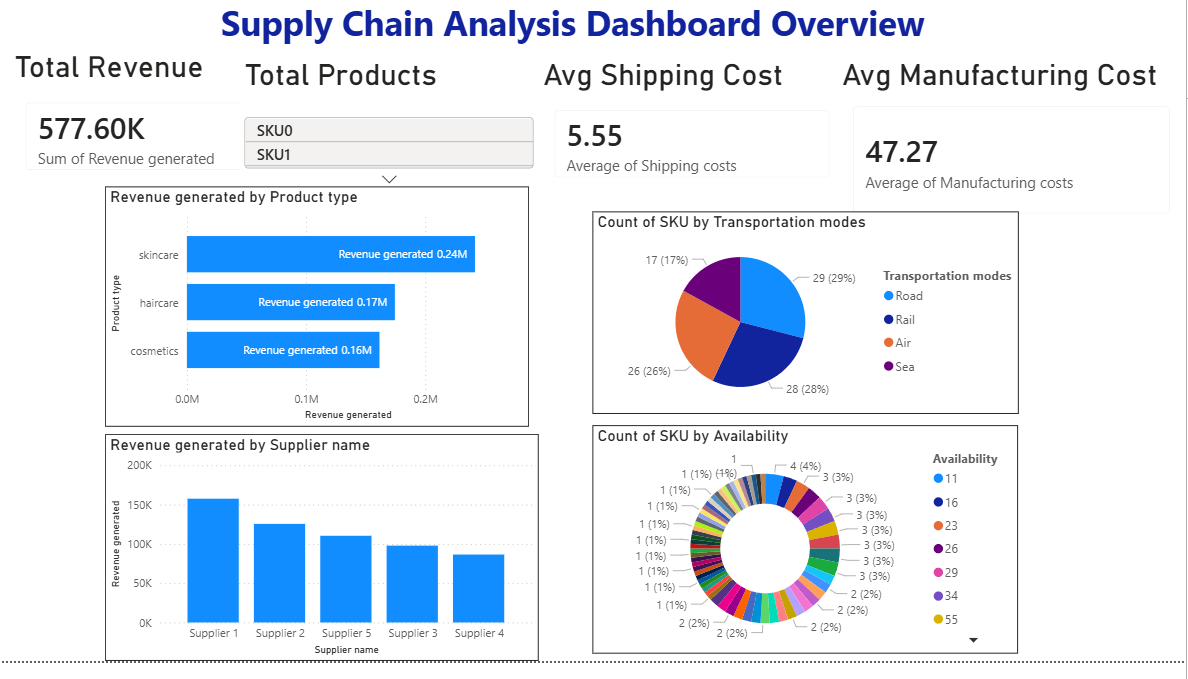 Supply Chain Analysis Dashboard Overview
Total Revenue
Total Products
Avg Shipping Cost
Avg Manufacturing Cost
577.60K
Sum of Revenue generated
SKU0
SKU1
5.55
Average of Shipping costs
47.27
Average of Manufacturing costs
Revenue generated by Product type
Product type
skincare
Revenue generated 0.24M
haircare
Revenue generated 0.17M
cosmetics
Revenue generated 0.16M
0.0M
0.1M
0.2M
Revenue generated
Count of SKU by Transportation modes
17 (17%)
29 (29%)
26 (26%)
28 (28%)
Transportation modes
Road
Rail
Air
Sea
Revenue generated by Supplier name
Revenue generated
200K
150K
100K
50K
0K
Supplier 1
Supplier 2
Supplier 5
Supplier 3
Supplier 4
Supplier name
Count of SKU by Availability
1
1 (1%)
(1%)
1 (1%)
1 (1%)
1 (1%)
1 (1%)
1 (1%)
1 (1%)
1 (1%)
1 (1%)
2 (2%)
2 (2%)
4 (4%)
3 (3%)
3 (3%)
3 (3%)
3 (3%)
3 (3%)
3 (3%)
3 (3%)
2 (2%)
2 (2%)
2 (2%)
Availability
11
16
23
26
29
34
55